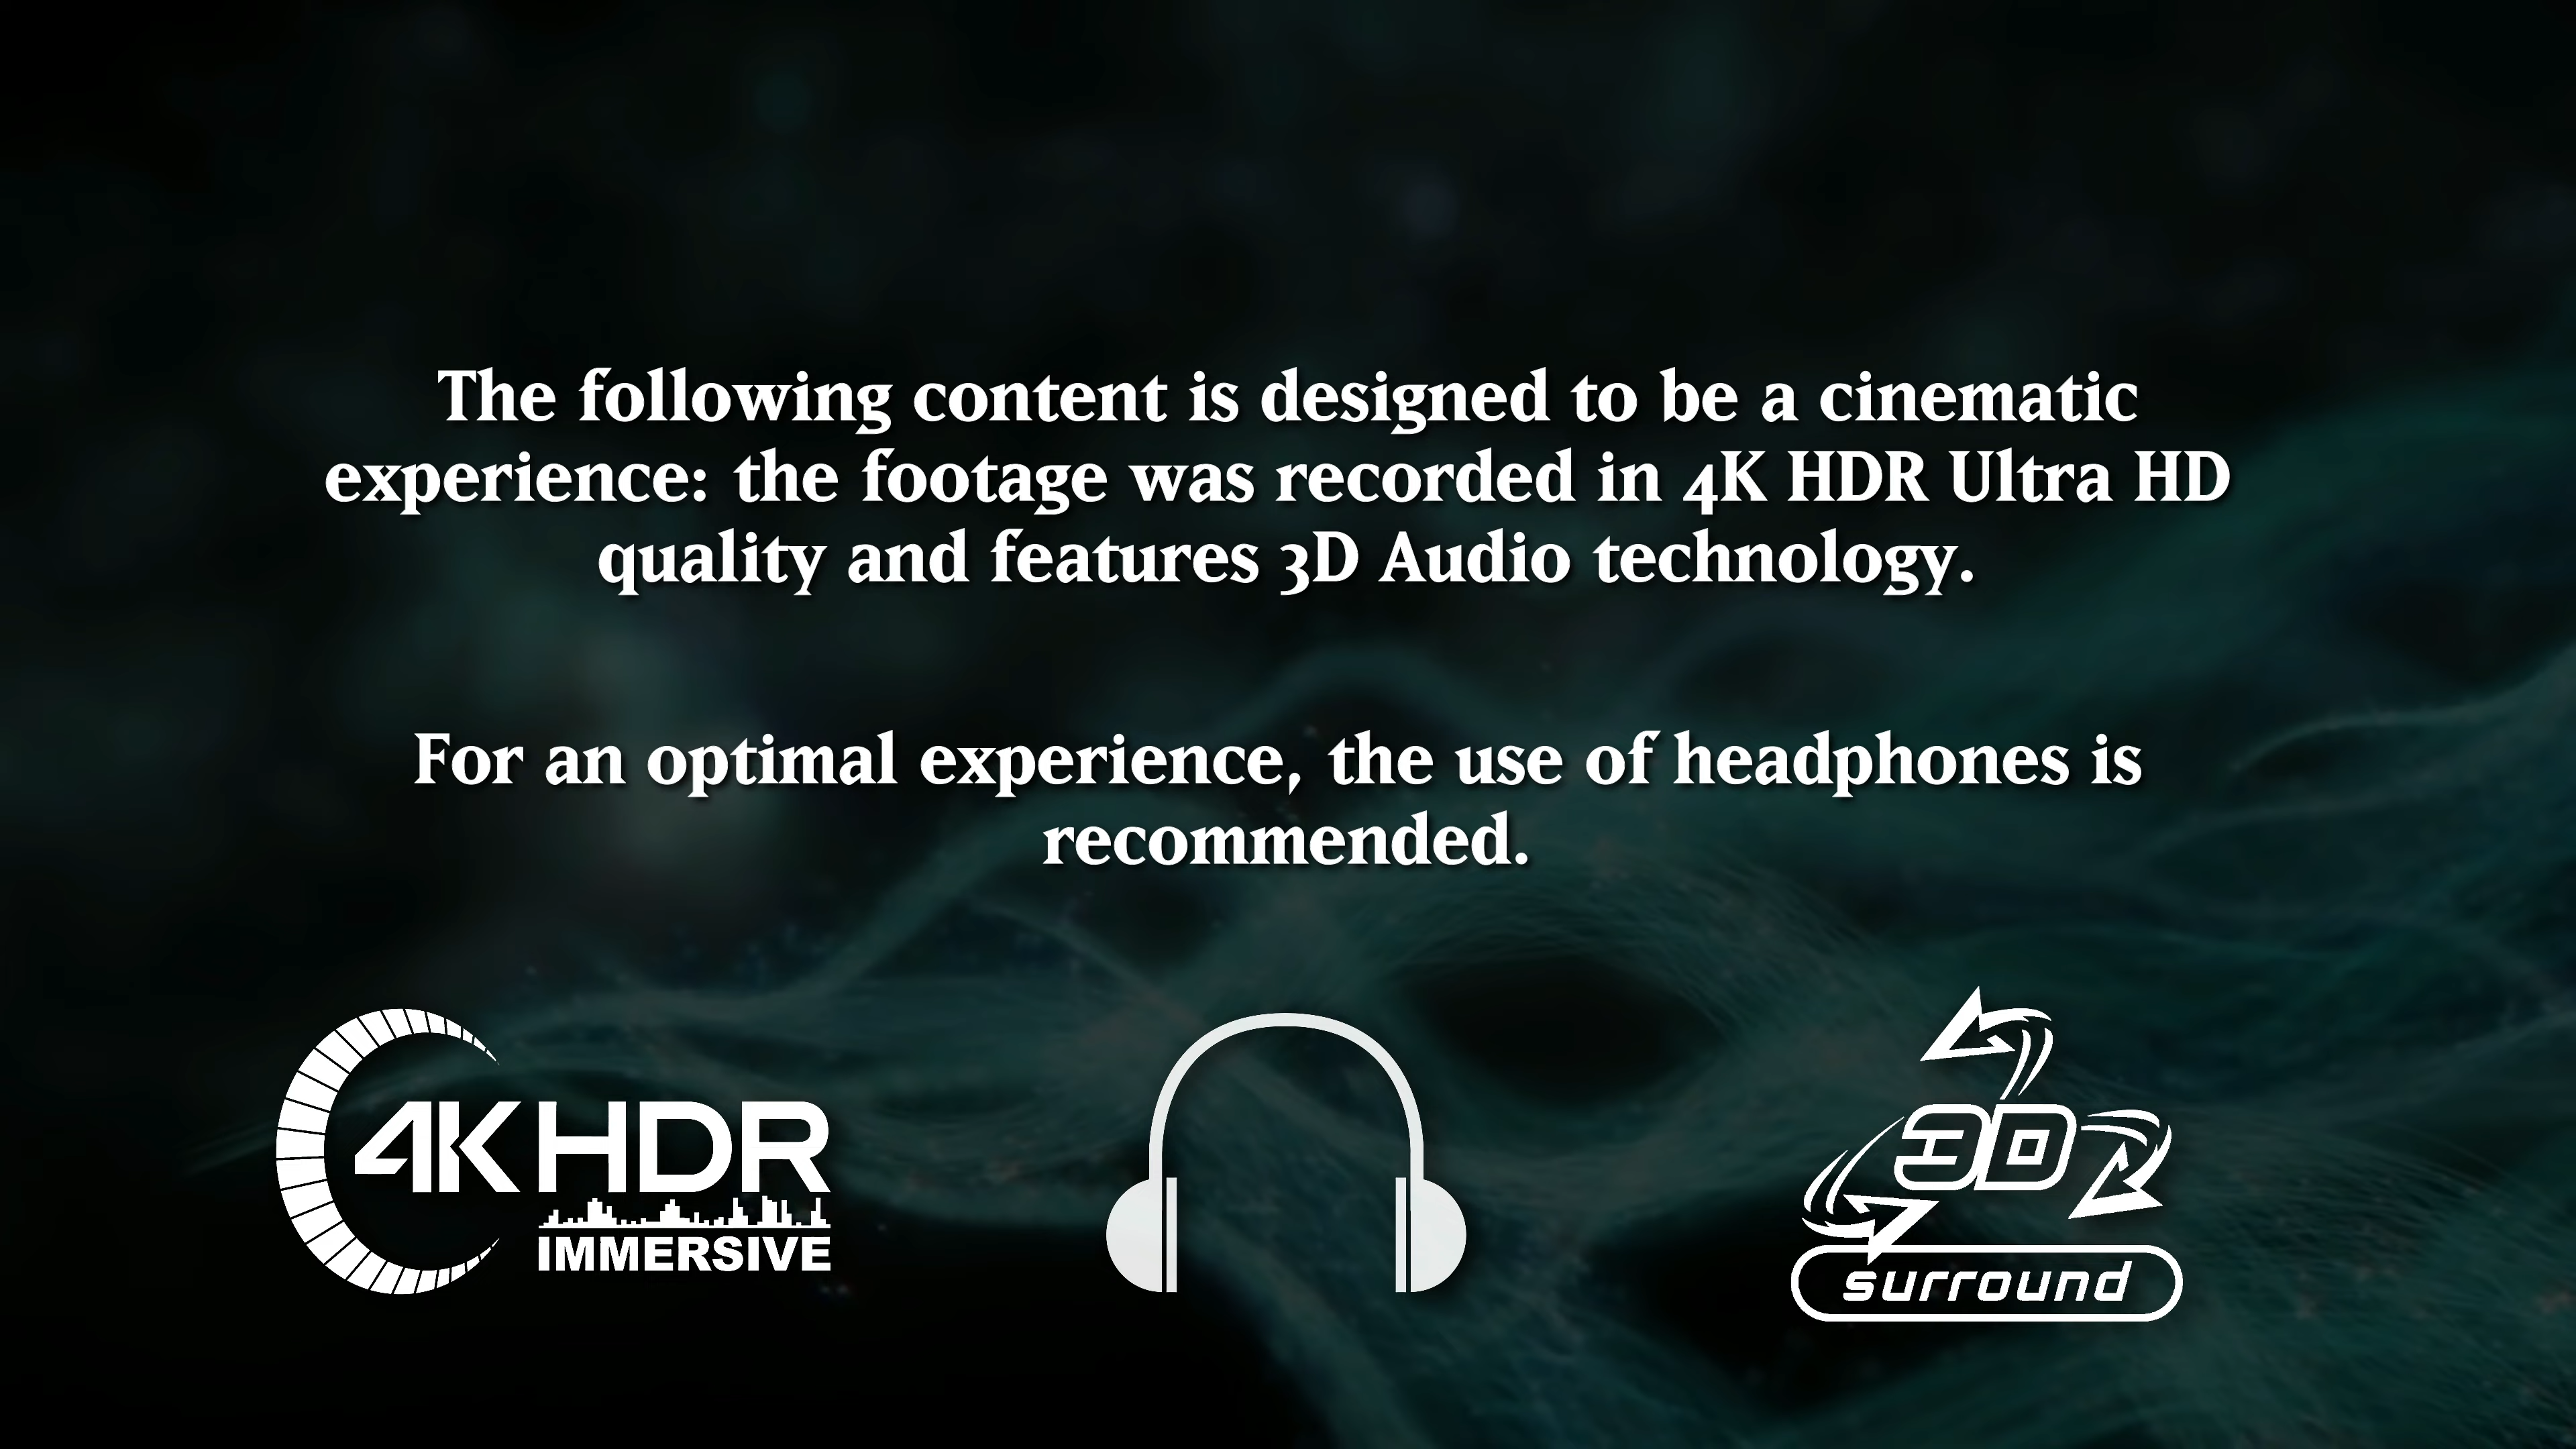 The following content is designed to be a cinematic
experience: the footage was recorded in 4K HDR Ultra HD
quality and features 3D Audio technology.
For an optimal experience, the use of headphones is
recommended.
4K HDR
IMMERSIVE
3D
surround